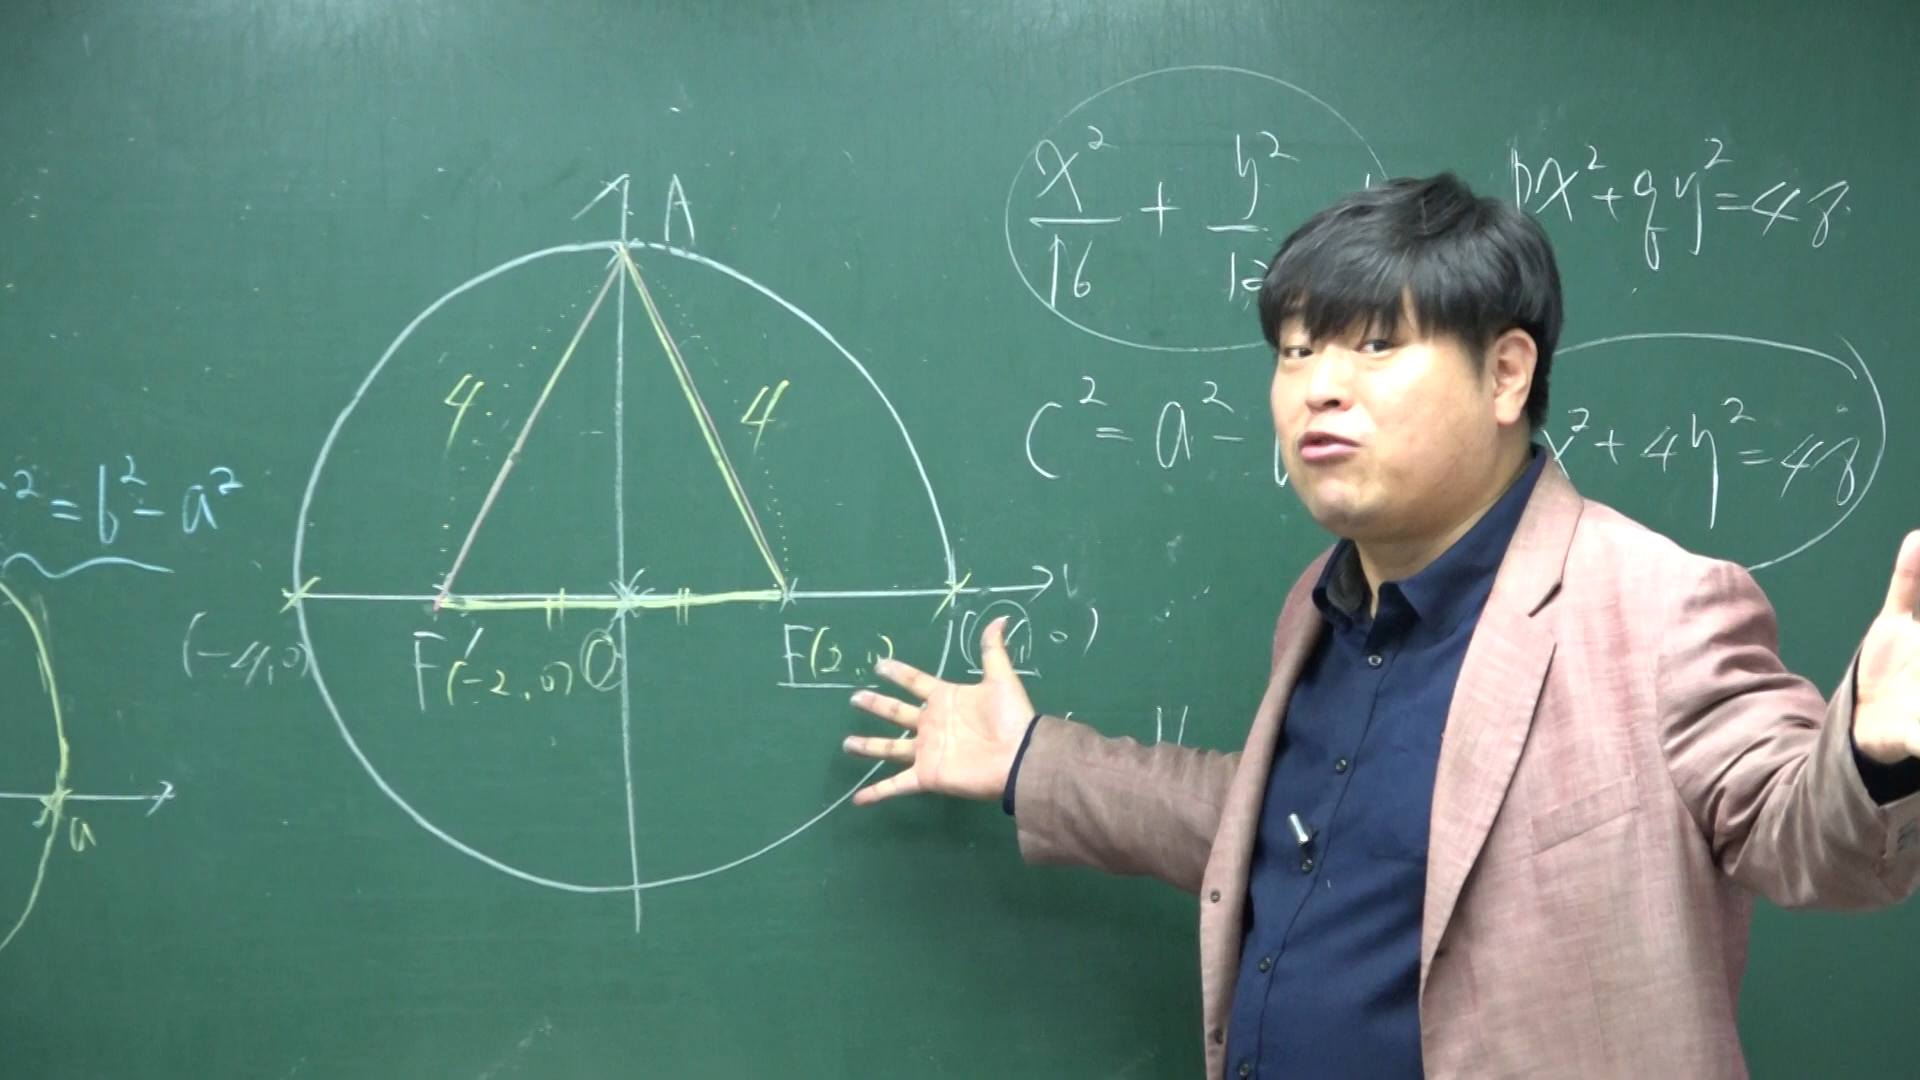 A
4
4
² = b² - a²
(-4,0)
F'(-2,0)
O
F(2,
0)
a
x²/16 + y²/12
px²+qy²=48
c² = a² -
x²+4y²=48